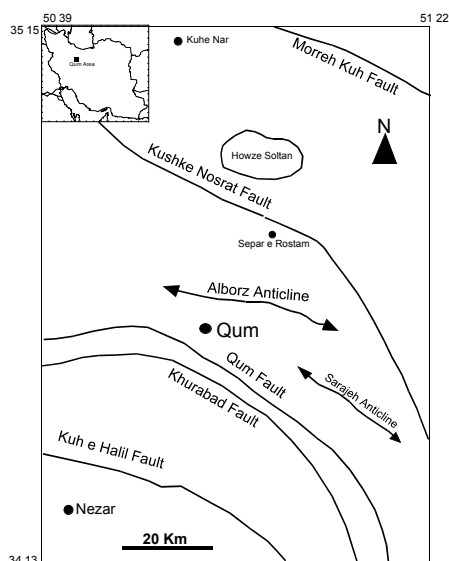 50 39
51 22
35 15
Kuhe Nar
Morreh Kuh Fault
Qum Area
N
Howze Soltan
Kushke Nosrat Fault
Separ e Rostam
Alborz Anticline
Qum
Qum Fault
Sarajeh Anticline
Khurabad Fault
Kuh e Halil Fault
Nezar
20 Km
34 13